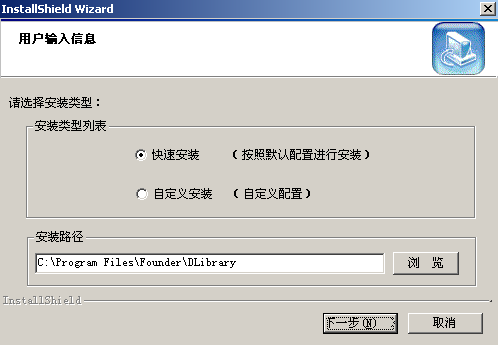 InstallShield Wizard
用户输入信息
请选择安装类型：
安装类型列表
快速安装 （按照默认配置进行安装）
自定义安装 （自定义配置）
安装路径
C:\Program Files\Founder\DLibrary
浏 览
InstallShield
下一步(N)
取消